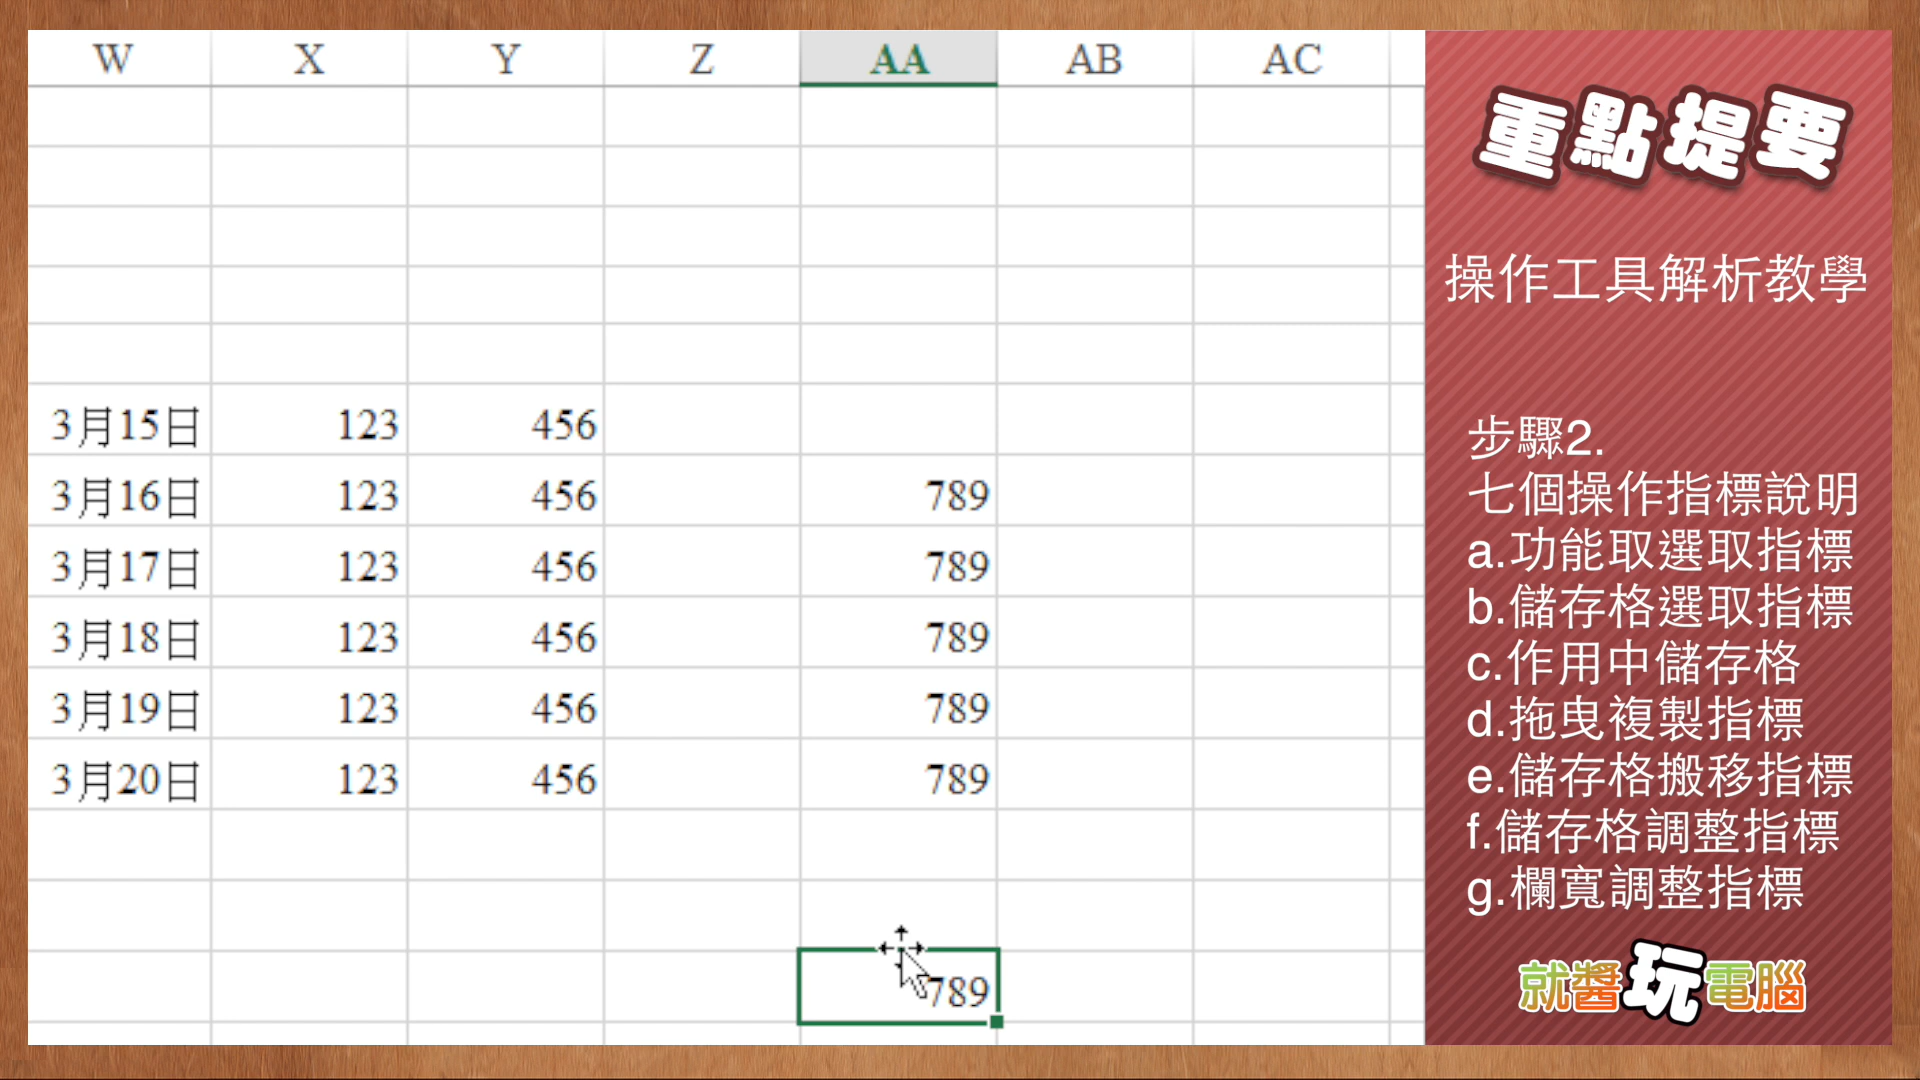 W X Y Z AA AB AC
3月15日 123 456
3月16日 123 456 789
3月17日 123 456 789
3月18日 123 456 789
3月19日 123 456 789
3月20日 123 456 789
789
重點提要
操作工具解析教學
步驟2.
七個操作指標說明
a.功能取選取指標
b.儲存格選取指標
c.作用中儲存格
d.拖曳複製指標
e.儲存格搬移指標
f.儲存格調整指標
g.欄寬調整指標
就醬玩電腦